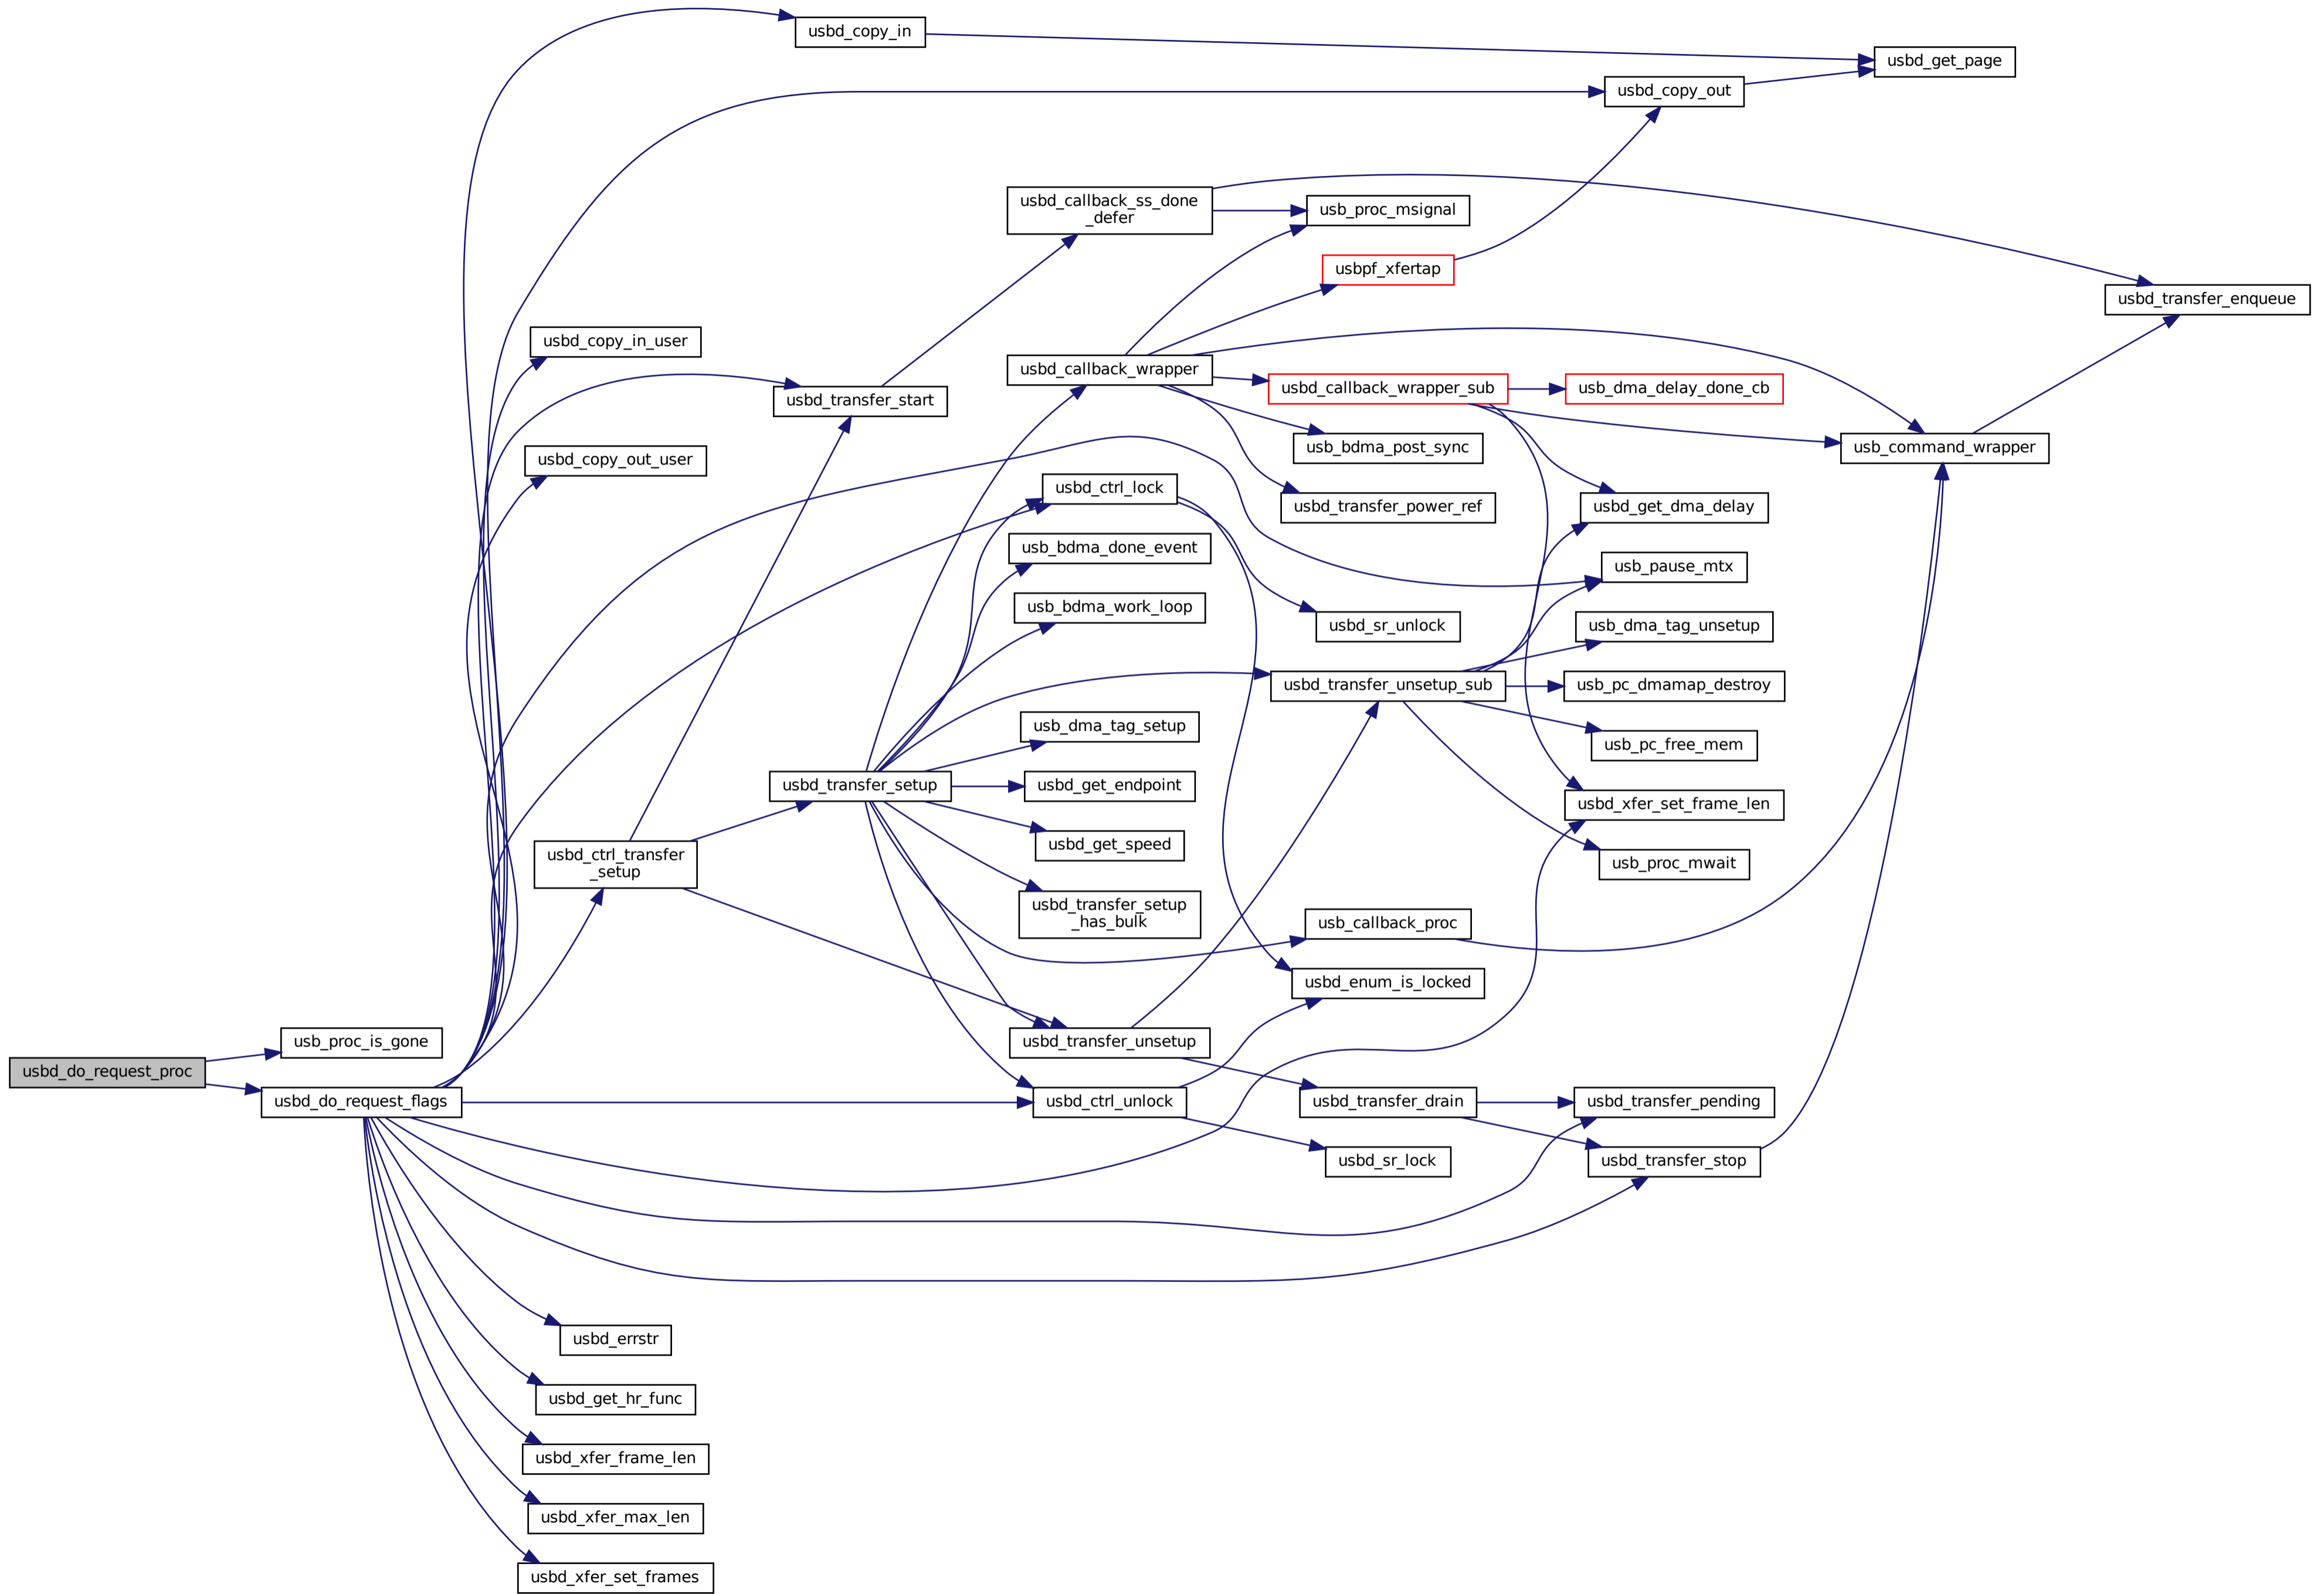 usbd_copy_in
usbd_get_page
usbd_copy_out
usbd_callback_ss_done
_defer
usb_proc_msignal
usbpf_xfertap
usbd_transfer_enqueue
usbd_copy_in_user
usbd_callback_wrapper
usbd_transfer_start
usbd_callback_wrapper_sub
usb_dma_delay_done_cb
usbd_copy_out_user
usb_bdma_post_sync
usb_command_wrapper
usbd_ctrl_lock
usbd_transfer_power_ref
usbd_get_dma_delay
usb_bdma_done_event
usb_pause_mtx
usb_bdma_work_loop
usbd_sr_unlock
usb_dma_tag_unsetup
usbd_transfer_unsetup_sub
usb_pc_dmamap_destroy
usb_dma_tag_setup
usb_pc_free_mem
usbd_transfer_setup
usbd_get_endpoint
usbd_xfer_set_frame_len
usbd_ctrl_transfer
_setup
usbd_get_speed
usb_proc_mwait
usbd_transfer_setup
_has_bulk
usb_callback_proc
usbd_enum_is_locked
usb_proc_is_gone
usbd_transfer_unsetup
usbd_do_request_proc
usbd_do_request_flags
usbd_ctrl_unlock
usbd_transfer_drain
usbd_transfer_pending
usbd_sr_lock
usbd_transfer_stop
usbd_errstr
usbd_get_hr_func
usbd_xfer_frame_len
usbd_xfer_max_len
usbd_xfer_set_frames